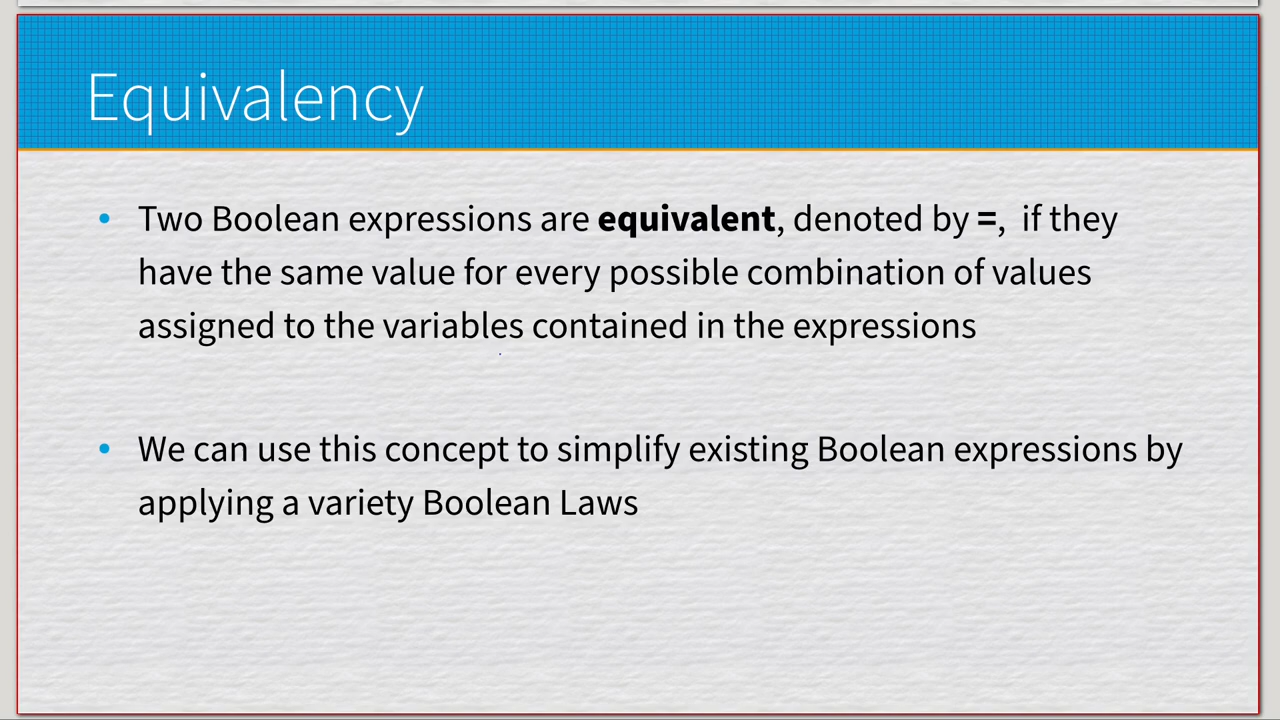 Equivalency
• Two Boolean expressions are equivalent, denoted by =,  if they
have the same value for every possible combination of values
assigned to the variables contained in the expressions
• We can use this concept to simplify existing Boolean expressions by
applying a variety Boolean Laws